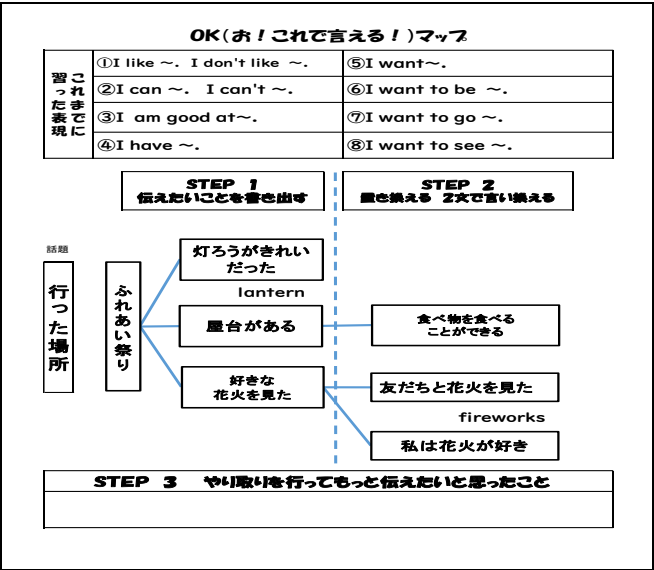 OK(お！これで言える！)マップ
これまでに
習った表現
①I like ～. I don't like ～.
⑤I want～.
②I can ～. I can't ～.
⑥I want to be ～.
③I am good at～.
⑦I want to go ～.
④I have ～.
⑧I want to see ～.
STEP 1
伝えたいことを書き出す
STEP 2
置き換える 2文で言い換える
話題
行った場所
ふれあい祭り
灯ろうがきれい
だった
lantern
屋台がある
食べ物を食べる
ことができる
好きな
花火を見た
友だちと花火を見た
fireworks
私は花火が好き
STEP 3 やり取りを行ってもっと伝えたいと思ったこと